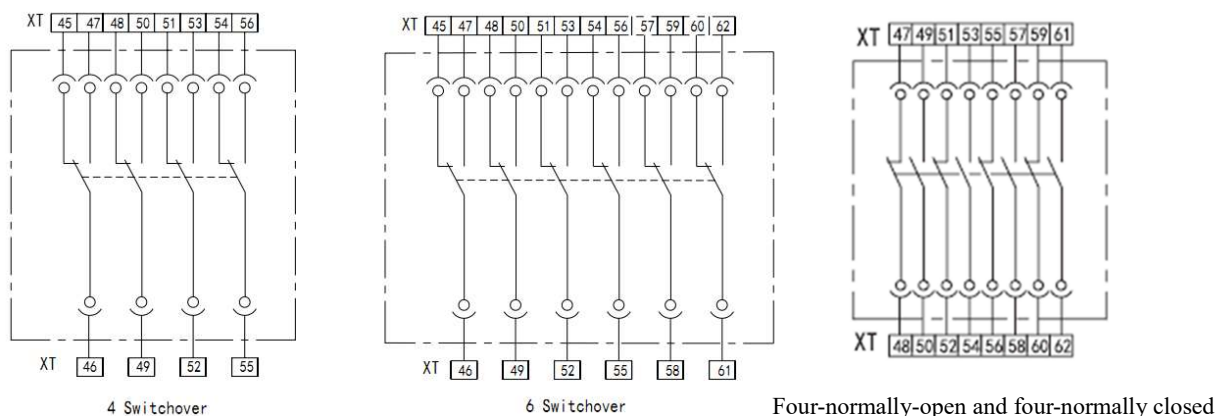 XT 45 47 48 50 51 53 54 56
XT 46 49 52 55
4 Switchover
XT 45 47 48 50 51 53 54 56 57 59 60 62
XT 46 49 52 55 58 61
6 Switchover
XT 47 49 51 53 55 57 59 61
XT 48 50 52 54 56 58 60 62
Four-normally-open and four-normally closed